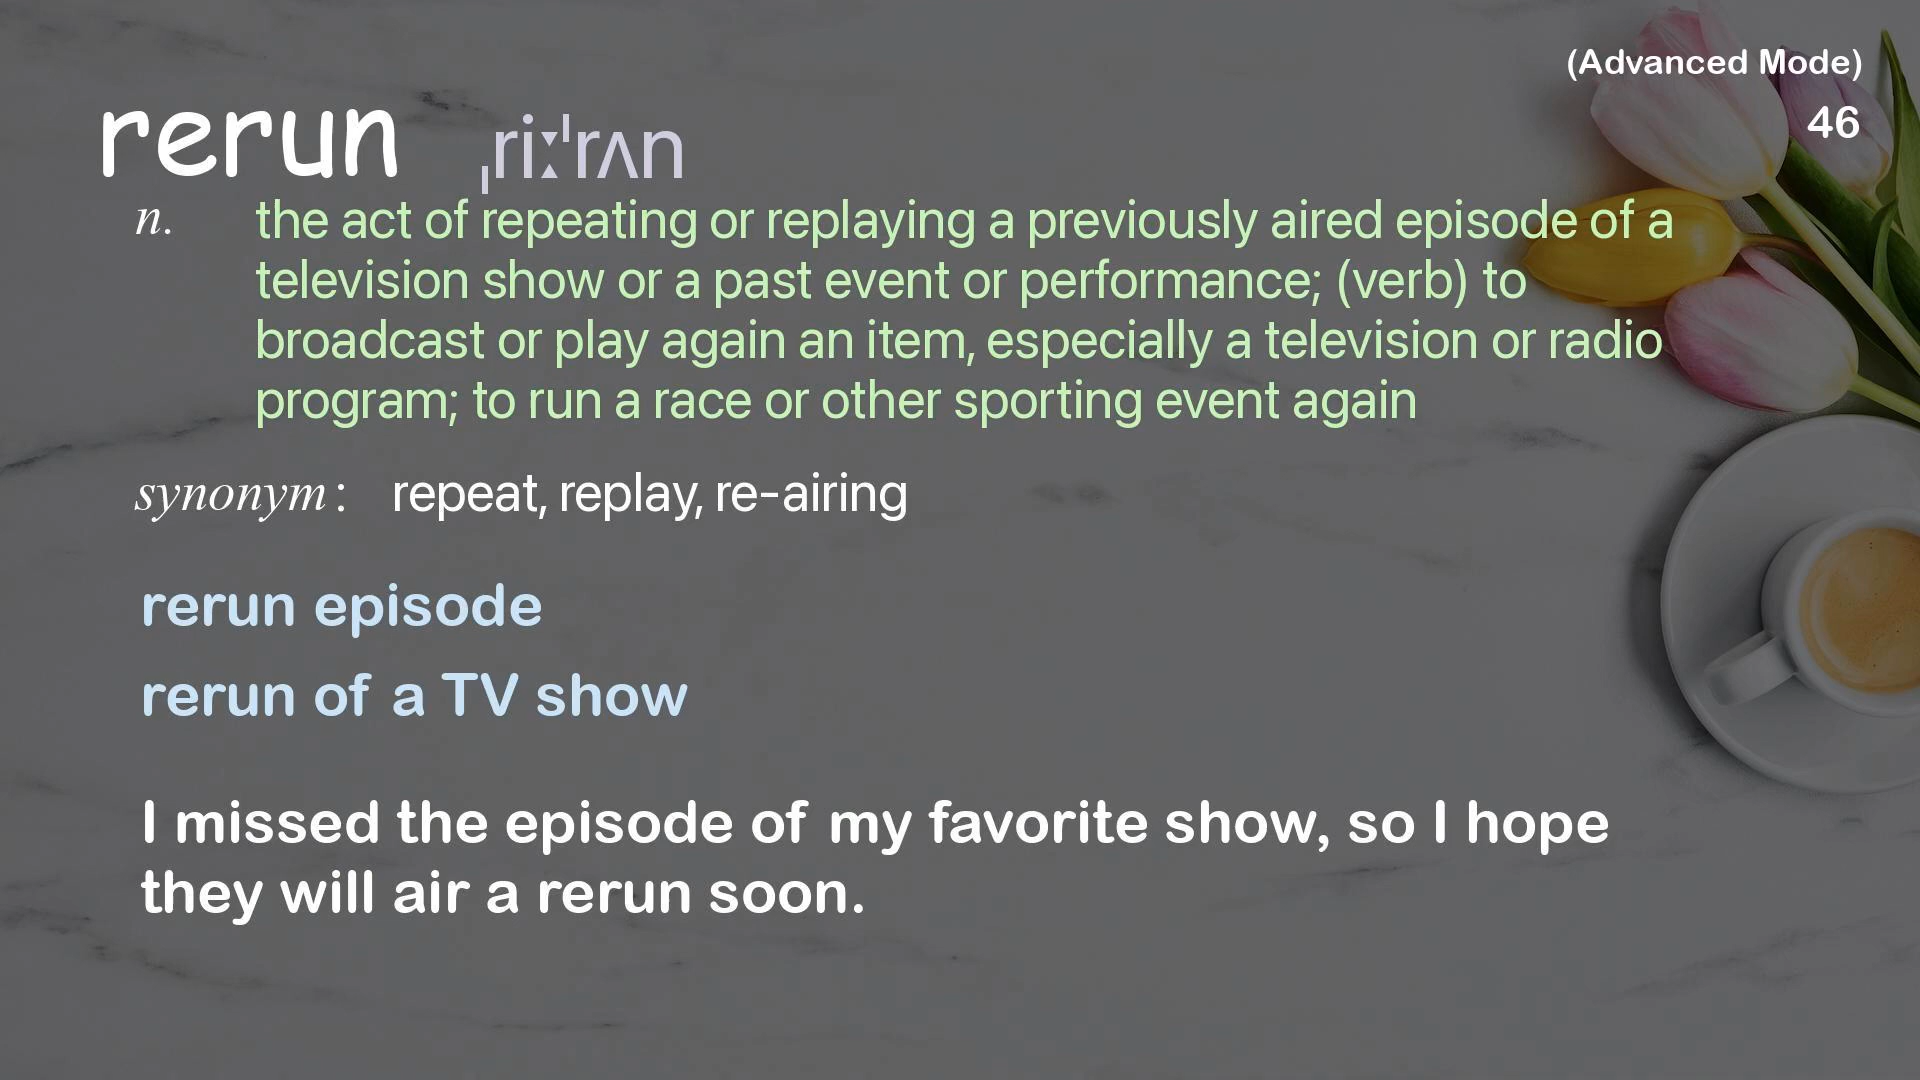 (Advanced Mode)
rerun ˌriːˈrʌn
46
n. the act of repeating or replaying a previously aired episode of a
television show or a past event or performance; (verb) to
broadcast or play again an item, especially a television or radio
program; to run a race or other sporting event again
synonym: repeat, replay, re-airing
rerun episode
rerun of a TV show
I missed the episode of my favorite show, so I hope
they will air a rerun soon.